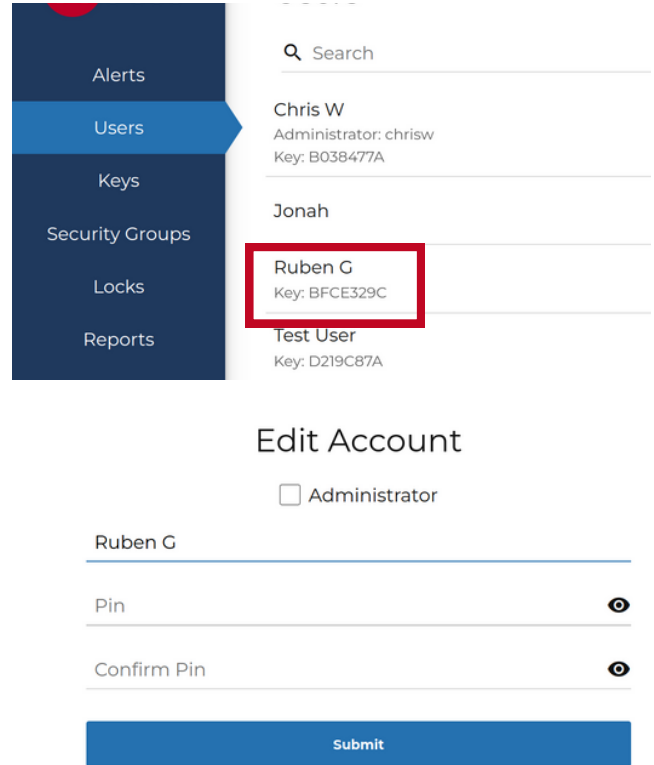 Search
Alerts
Chris W
Users
Administrator: chrisw
Key: B038477A
Keys
Jonah
Security Groups
Ruben G
Locks
Key: BFCE329C
Reports
Test User
Key: D219C87A
Edit Account
Administrator
Ruben G
Pin
Confirm Pin
Submit